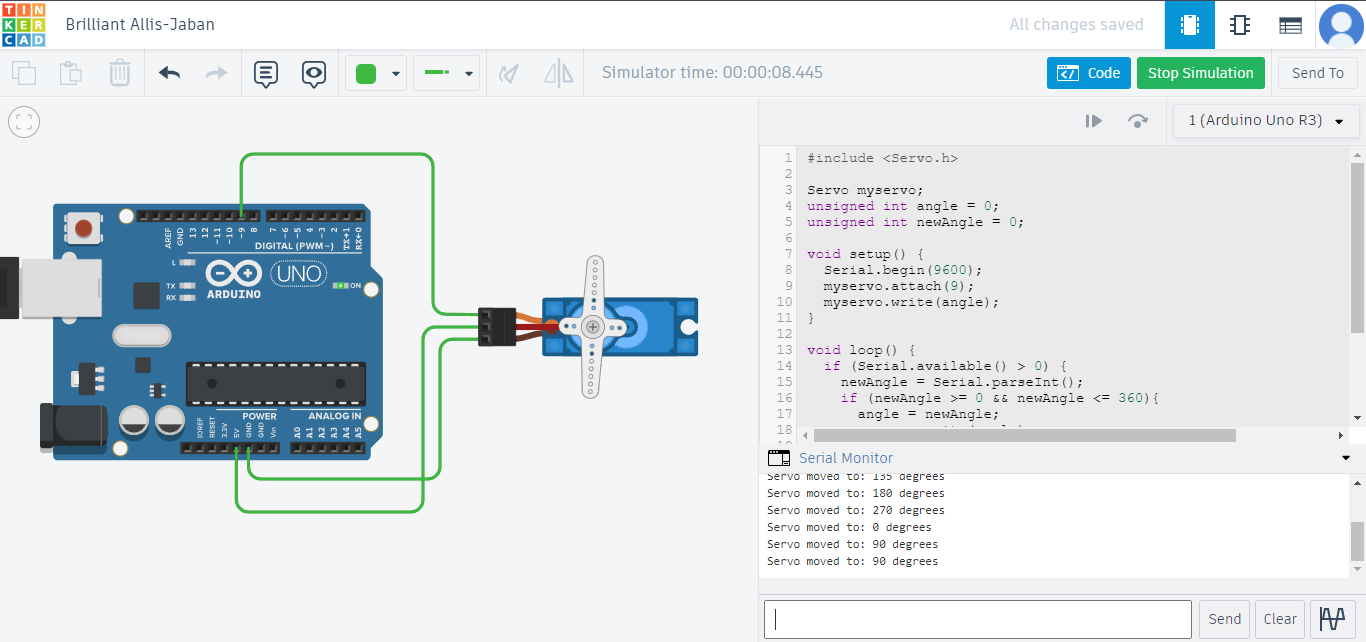 TIN
KER
CAD
Brilliant Allis-Jaban
All changes saved
Simulator time: 00:00:08.445
Code
Stop Simulation
Send To
1 (Arduino Uno R3)
AREF
GND
13
12
~11
~10
~9
8
7
~6
~5
4
~3
2
TX→1
RX←0
DIGITAL (PWM~)
L
TX
RX
ARDUINO
UNO
ON
POWER
ANALOG IN
IOREF
RESET
3.3V
5V
GND
GND
Vin
A0
A1
A2
A3
A4
A5
1 #include <Servo.h>
2
3 Servo myservo;
4 unsigned int angle = 0;
5 unsigned int newAngle = 0;
6
7 void setup() {
8 Serial.begin(9600);
9 myservo.attach(9);
10 myservo.write(angle);
11 }
12
13 void loop() {
14 if (Serial.available() > 0) {
15 newAngle = Serial.parseInt();
16 if (newAngle >= 0 && newAngle <= 360){
17 angle = newAngle;
18
Serial Monitor
Servo moved to: 135 degrees
Servo moved to: 180 degrees
Servo moved to: 270 degrees
Servo moved to: 0 degrees
Servo moved to: 90 degrees
Servo moved to: 90 degrees
Send
Clear